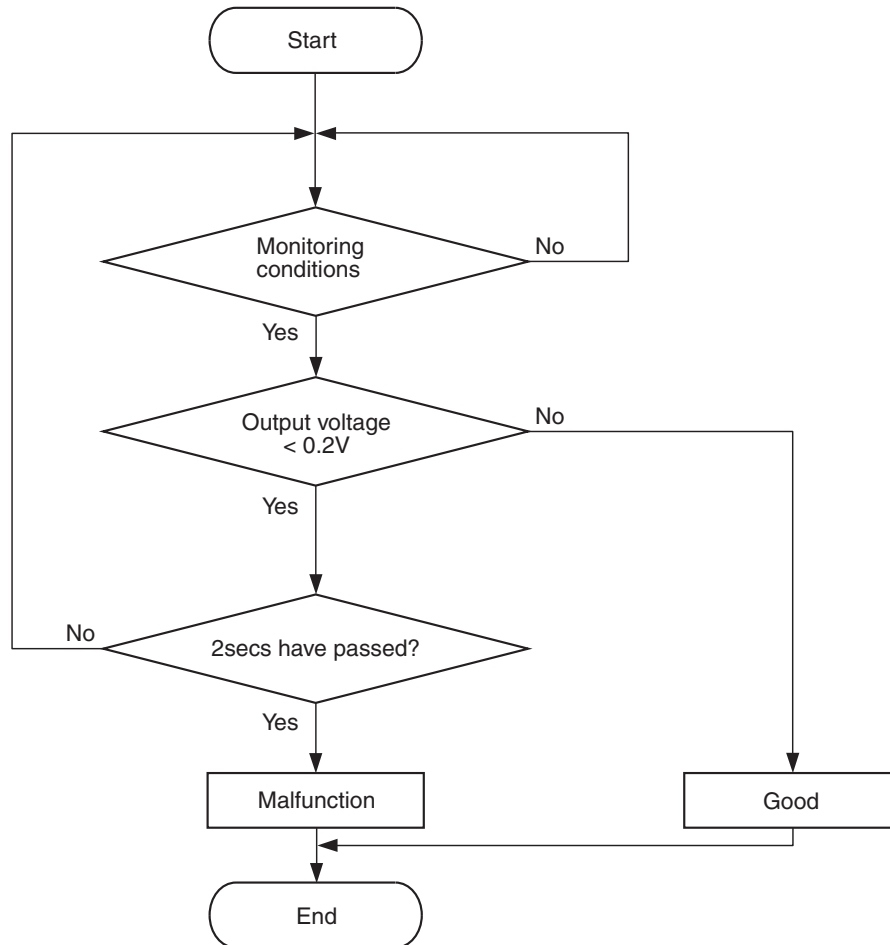 Start
Monitoring
conditions
No
Yes
Output voltage
< 0.2V
No
Yes
2secs have passed?
No
Yes
Malfunction
Good
End